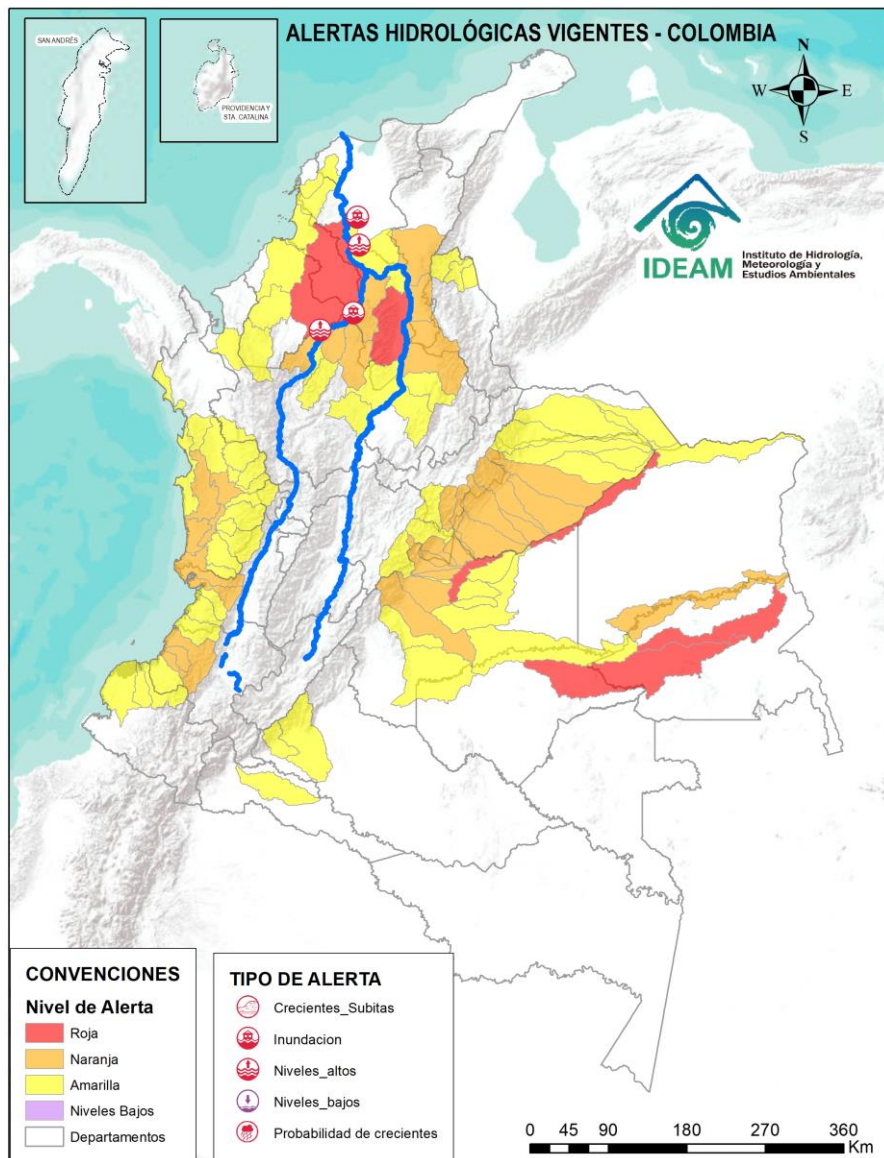 ALERTAS HIDROLÓGICAS VIGENTES - COLOMBIA
SAN ANDRÉS
PROVIDENCIA Y
STA. CATALINA
N
W
E
S
IDEAM
Instituto de Hidrología,
Meteorología y
Estudios Ambientales
CONVENCIONES
Nivel de Alerta
Roja
Naranja
Amarilla
Niveles Bajos
Departamentos
TIPO DE ALERTA
Crecientes_Subitas
Inundacion
Niveles_altos
Niveles_bajos
Probabilidad de crecientes
0 45 90 180 270 360
Km